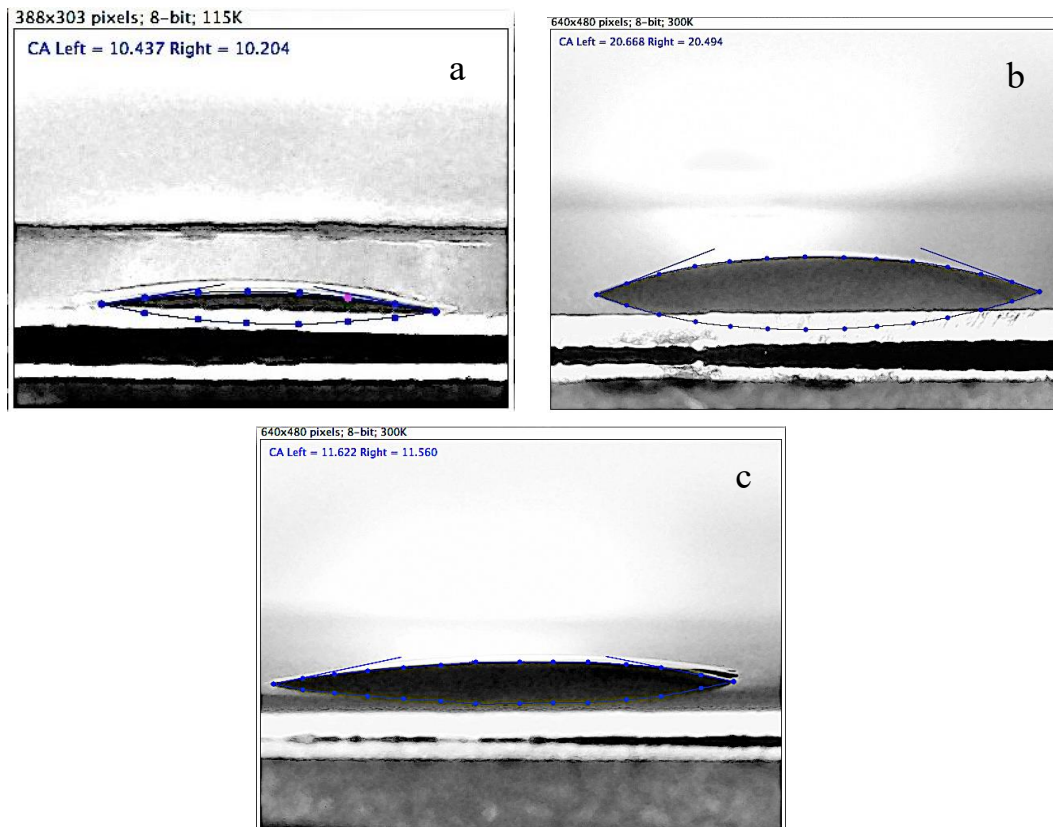 388x303 pixels; 8-bit; 115K
CA Left = 10.437 Right = 10.204
a
640x480 pixels; 8-bit; 300K
CA Left = 20.668 Right = 20.494
b
640x480 pixels; 8-bit; 300K
CA Left = 11.622 Right = 11.560
c